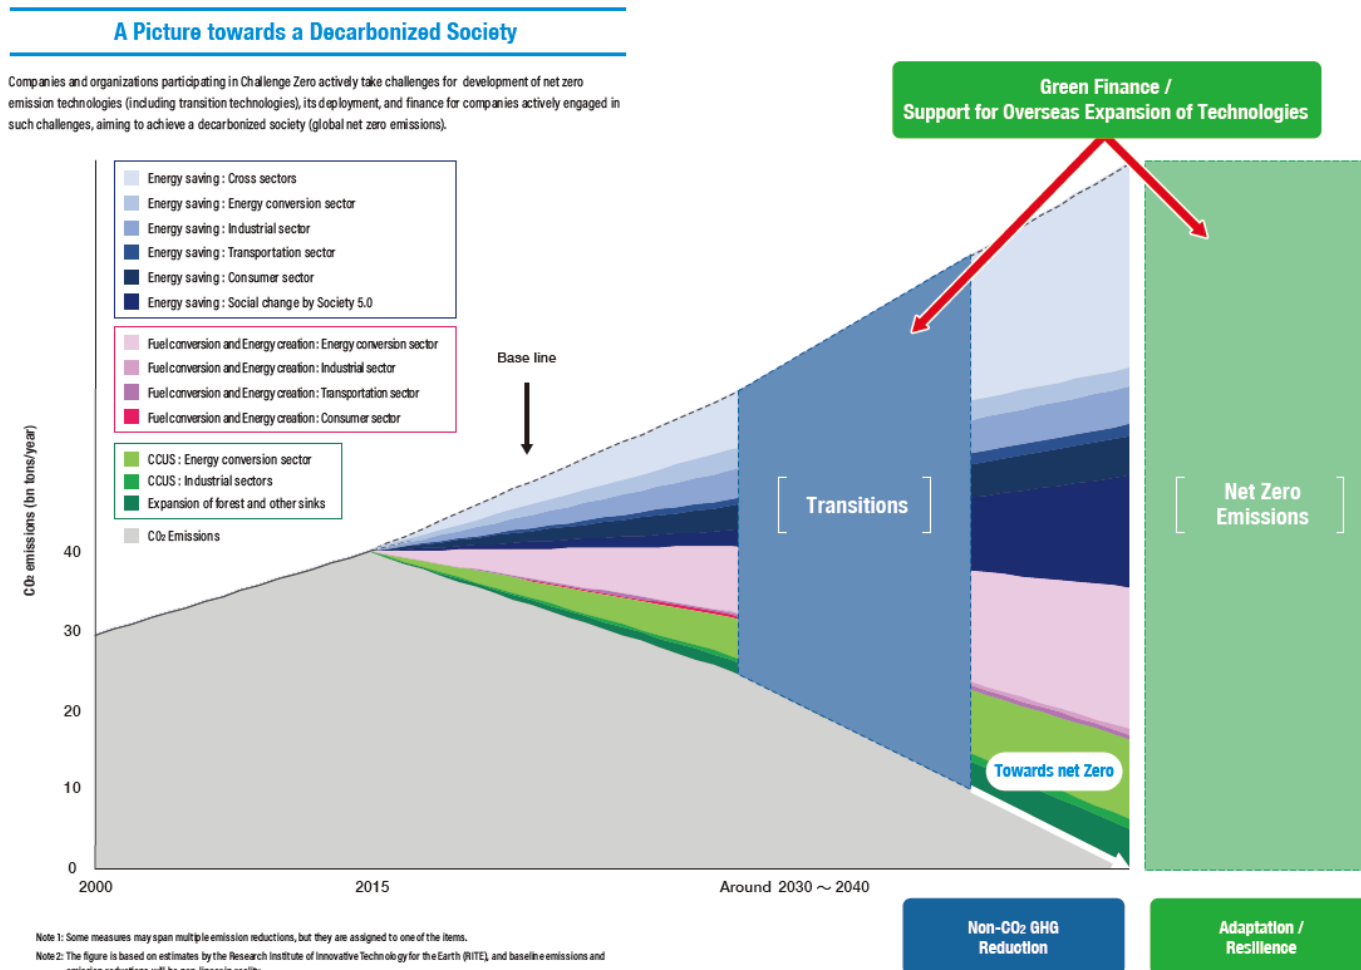 A Picture towards a Decarbonized Society
Companies and organizations participating in Challenge Zero actively take challenges for development of net zero
emission technologies (including transition technologies), its deployment, and finance for companies actively engaged in
such challenges, aiming to achieve a decarbonized society (global net zero emissions).
Green Finance /
Support for Overseas Expansion of Technologies
Energy saving : Cross sectors
Energy saving : Energy conversion sector
Energy saving : Industrial sector
Energy saving : Transportation sector
Energy saving : Consumer sector
Energy saving : Social change by Society 5.0
Fuel conversion and Energy creation : Energy conversion sector
Fuel conversion and Energy creation : Industrial sector
Fuel conversion and Energy creation : Transportation sector
Fuel conversion and Energy creation : Consumer sector
CCUS : Energy conversion sector
CCUS : Industrial sectors
Expansion of forest and other sinks
CO₂ Emissions
Base line
[ Transitions ]
[ Net Zero
Emissions ]
Towards net Zero
CO₂ emissions (bn tons/year)
40
30
20
10
0
2000
2015
Around 2030 ～ 2040
Non-CO₂ GHG
Reduction
Adaptation /
Resilience
Note 1: Some measures may span multiple emission reductions, but they are assigned to one of the items.
Note 2: The figure is based on estimates by the Research Institute of Innovative Technology for the Earth (RITE), and baseline emissions and
emission reductions will be non-linear in reality.